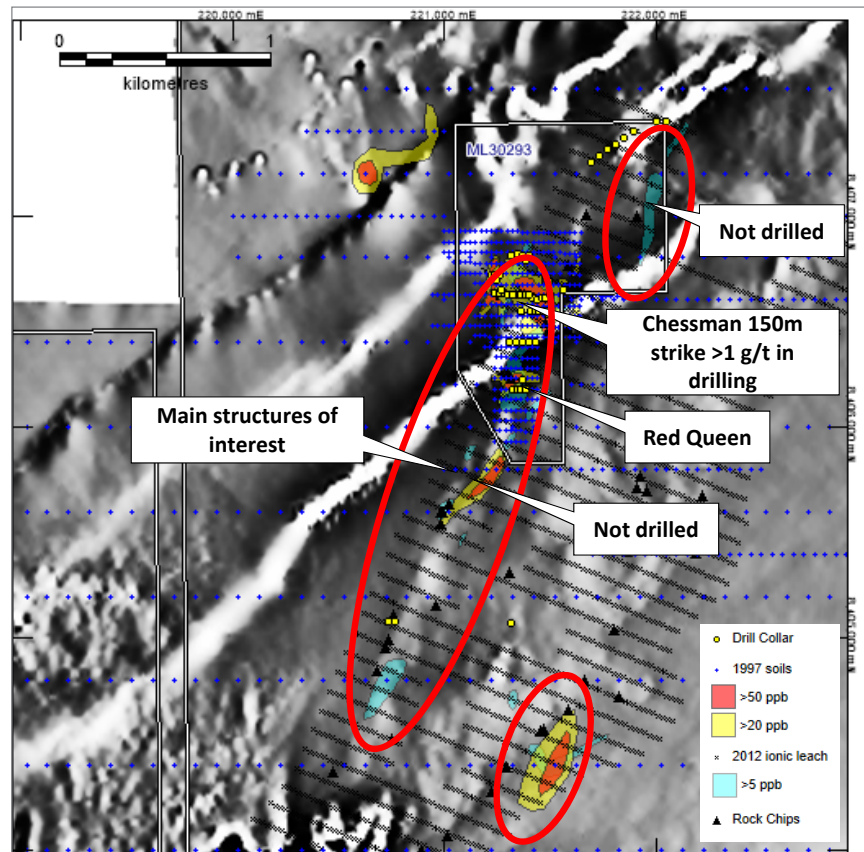 220,000 mE
221,000 mE
222,000 mE
0
1
kilometres
ML30293
Not drilled
Chessman 150m
strike >1 g/t in
drilling
Main structures of
interest
Red Queen
Not drilled
Drill Collar
1997 soils
>50 ppb
>20 ppb
2012 ionic leach
>5 ppb
Rock Chips